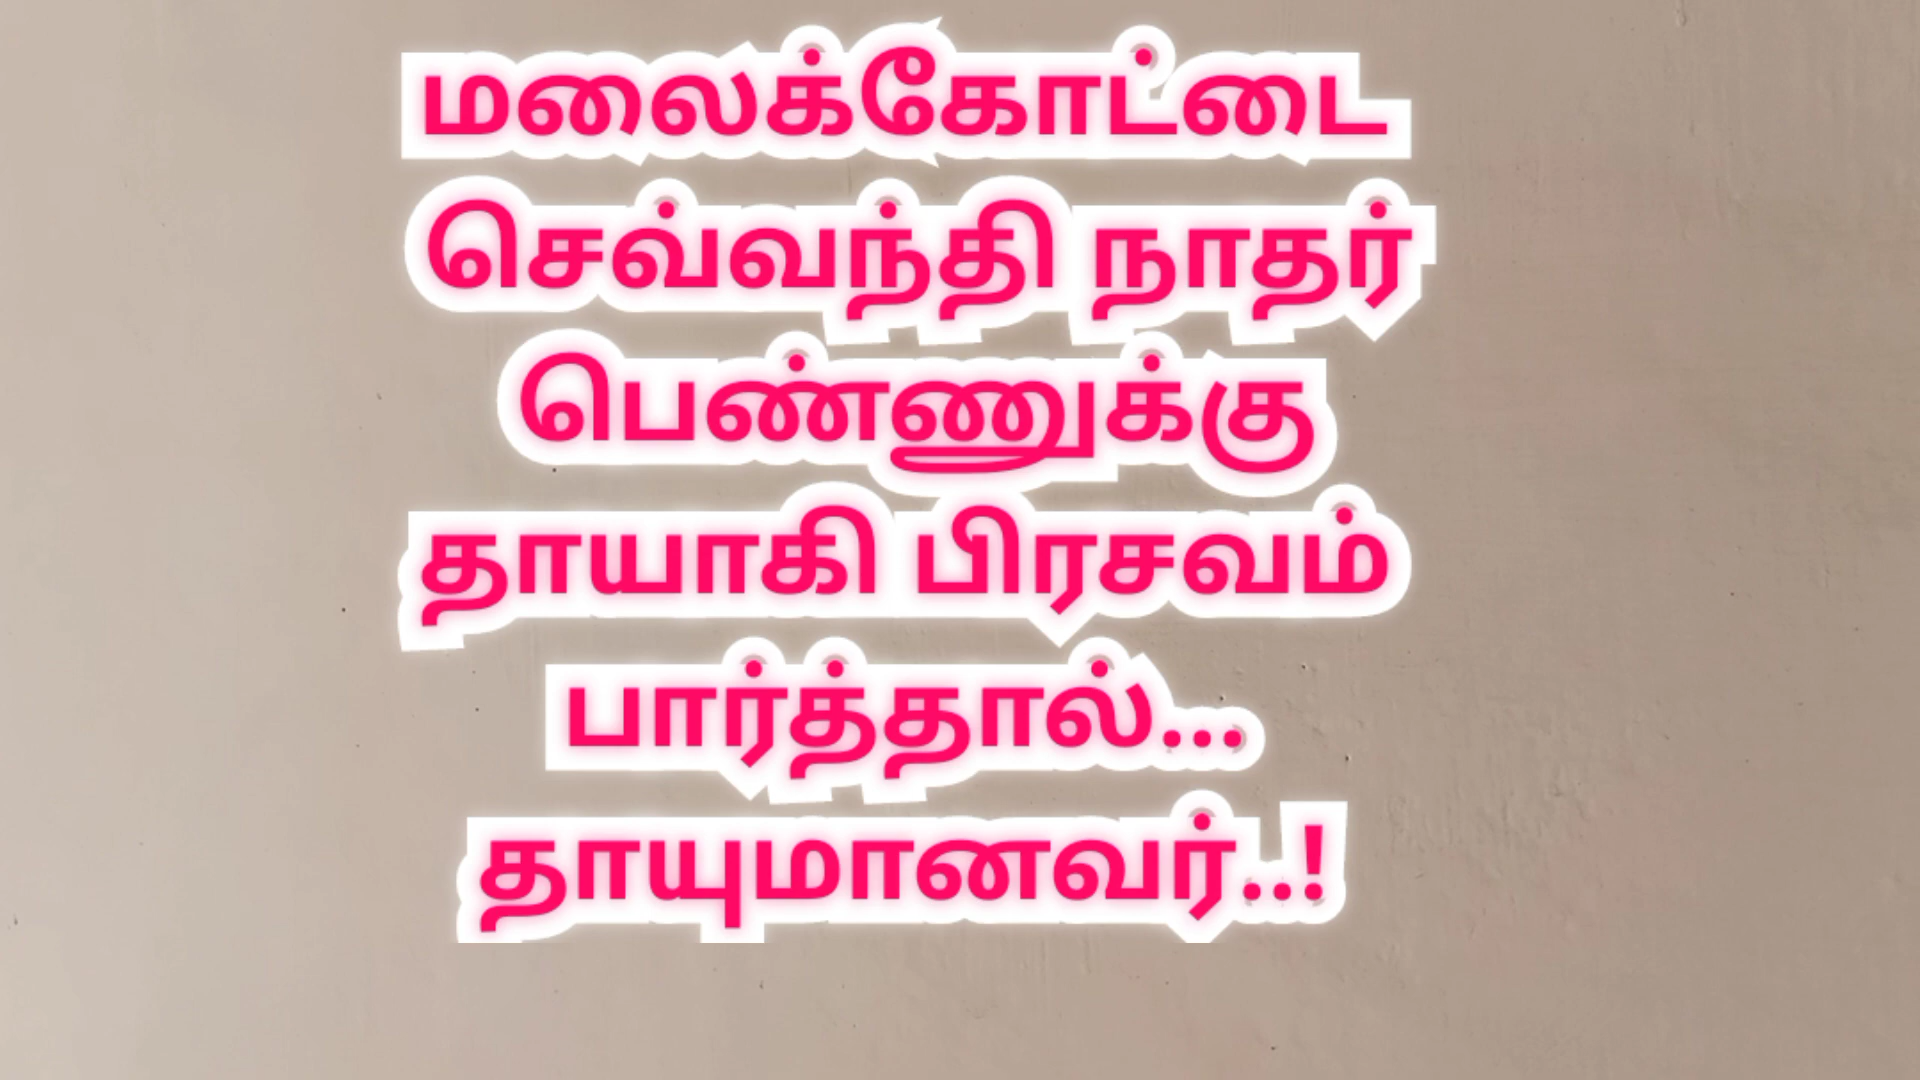 மலைக்கோட்டை
செவ்வந்தி நாதர்
பெண்ணுக்கு
தாயாகி பிரசவம்
பார்த்தால்...
தாயுமானவர்..!